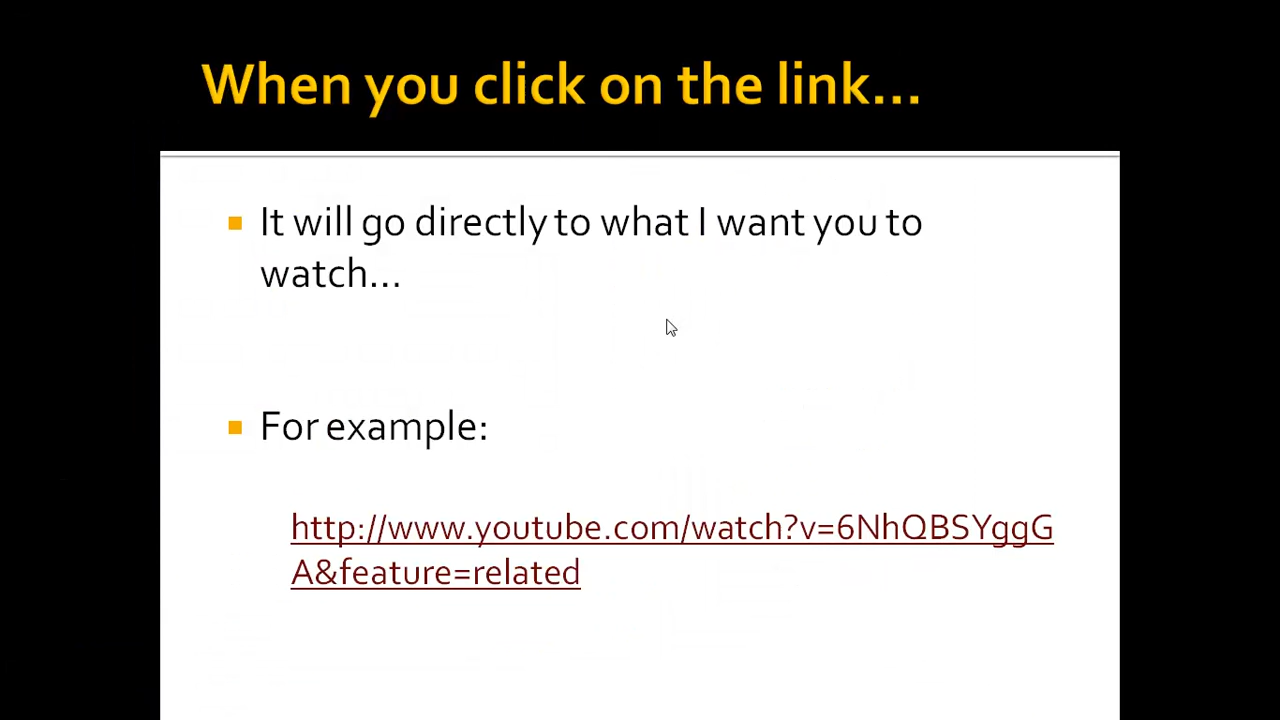 When you click on the link...
It will go directly to what I want you to
watch...
For example:
http://www.youtube.com/watch?v=6NhQBSYggG
A&feature=related